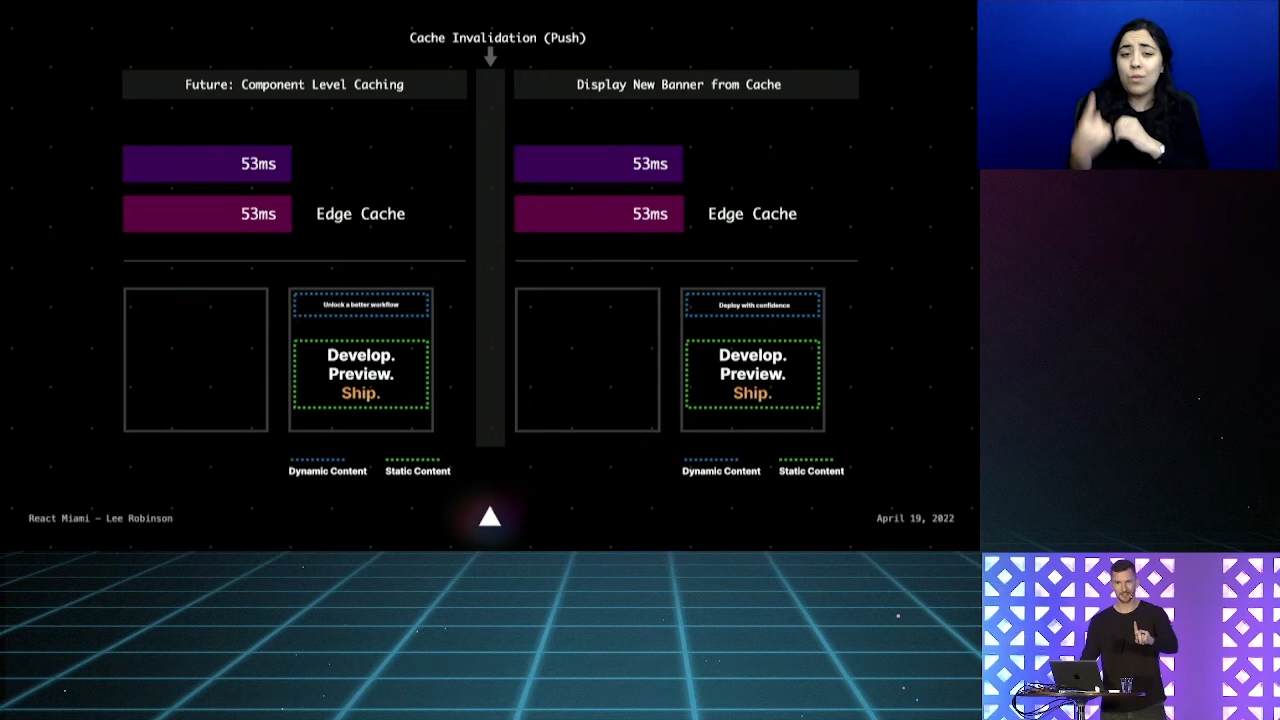 Cache Invalidation (Push)
Future: Component Level Caching
53ms
53ms
Edge Cache
Unlock a better workflow
Develop.
Preview.
Ship.
Dynamic Content
Static Content
Display New Banner from Cache
53ms
53ms
Edge Cache
Deploy with confidence
Develop.
Preview.
Ship.
Dynamic Content
Static Content
React Miami — Lee Robinson
April 19, 2022